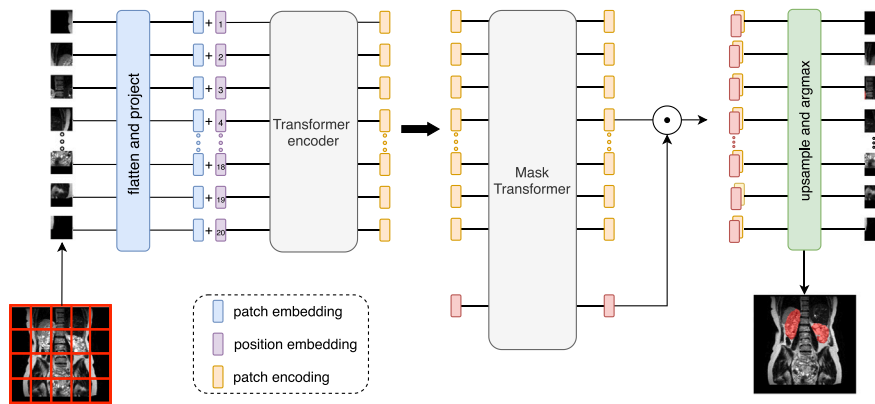 flatten and project
+ 1
+ 2
+ 3
+ 4
+ 18
+ 19
+ 20
Transformer
encoder
Mask
Transformer
upsample and argmax
patch embedding
position embedding
patch encoding